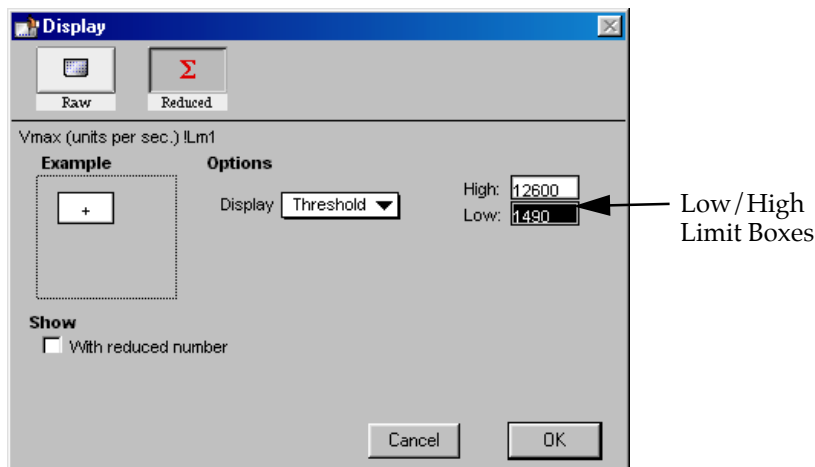 Display
Σ
Raw Reduced
Vmax (units per sec.) !Lm1
Example Options
+
Display Threshold
High: 12600
Low: 1490
Low/High
Limit Boxes
Show
With reduced number
Cancel OK